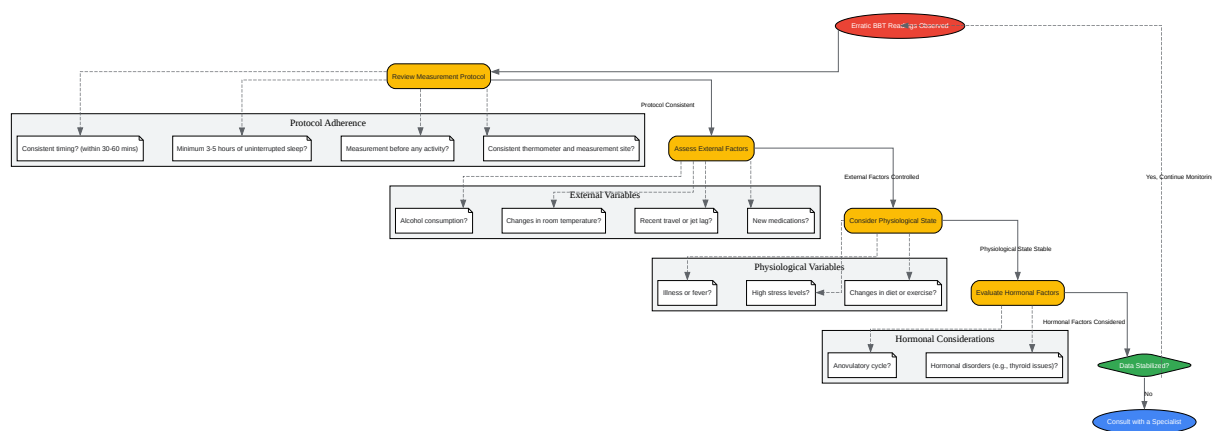 Erratic BBT Readings Observed
Review Measurement Protocol
Protocol Consistent
Protocol Adherence
Consistent timing? (within 30-60 mins)
Minimum 3-5 hours of uninterrupted sleep?
Measurement before any activity?
Consistent thermometer and measurement site?
Assess External Factors
External Factors Controlled
Yes, Continue Monitoring
External Variables
Alcohol consumption?
Changes in room temperature?
Recent travel or jet lag?
New medications?
Consider Physiological State
Physiological State Stable
Physiological Variables
Illness or fever?
High stress levels?
Changes in diet or exercise?
Evaluate Hormonal Factors
Hormonal Factors Considered
Hormonal Considerations
Anovulatory cycle?
Hormonal disorders (e.g., thyroid issues)?
Data Stabilized?
No
Consult with a Specialist